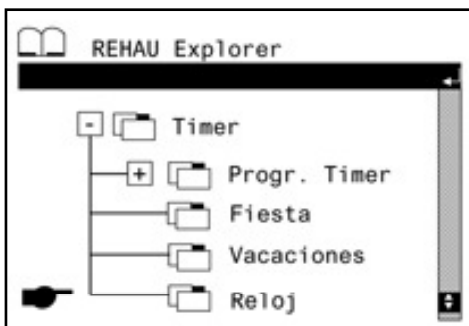 REHAU Explorer
Timer
Progr. Timer
Fiesta
Vacaciones
Reloj